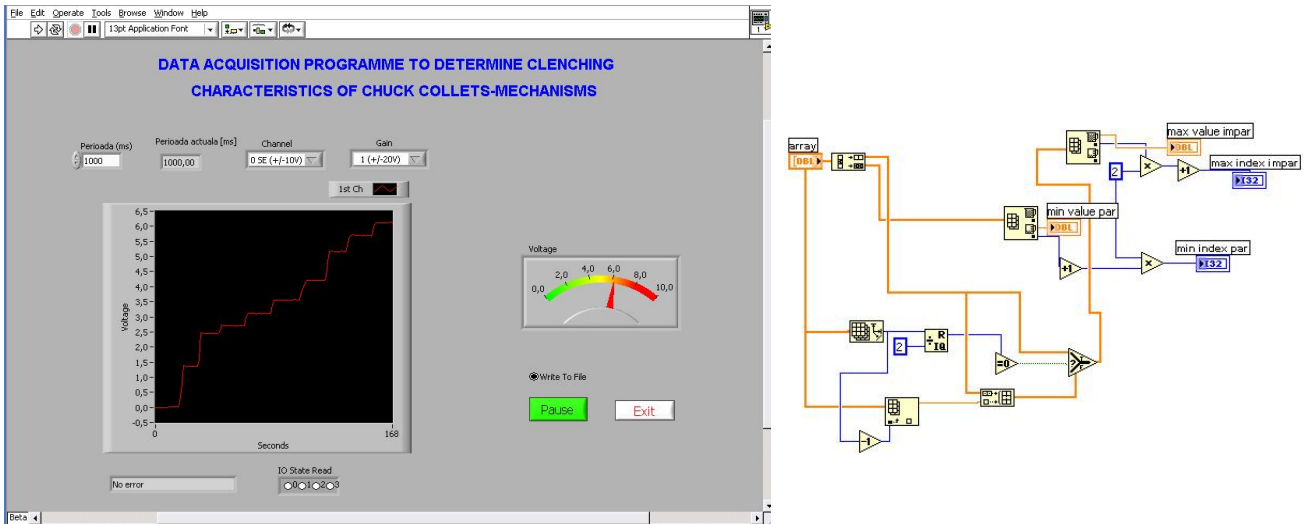 File Edit Operate Tools Browse Window Help
13pt Application Font
1
DATA ACQUISITION PROGRAMME TO DETERMINE CLENCHING
CHARACTERISTICS OF CHUCK COLLETS-MECHANISMS
Perioada (ms)
1000
Perioada actuala [ms]
1000,00
Channel
0 SE (+/-10V)
Gain
1 (+/-20V)
1st Ch
Voltage
6,5
6,0
5,5
5,0
4,5
4,0
3,5
3,0
2,5
2,0
1,5
1,0
0,5
0,0
-0,5
0
168
Seconds
Voltage
0,0 2,0 4,0 6,0 8,0 10,0
Write To File
Pause
Exit
No error
IO State Read
0 1 2 3
Beta
array
[DBL]
max value impar
DBL
max index impar
I32
2
×
+1
min value par
DBL
min index par
I32
+1
×
2
÷ R
IQ
=0
?
-1